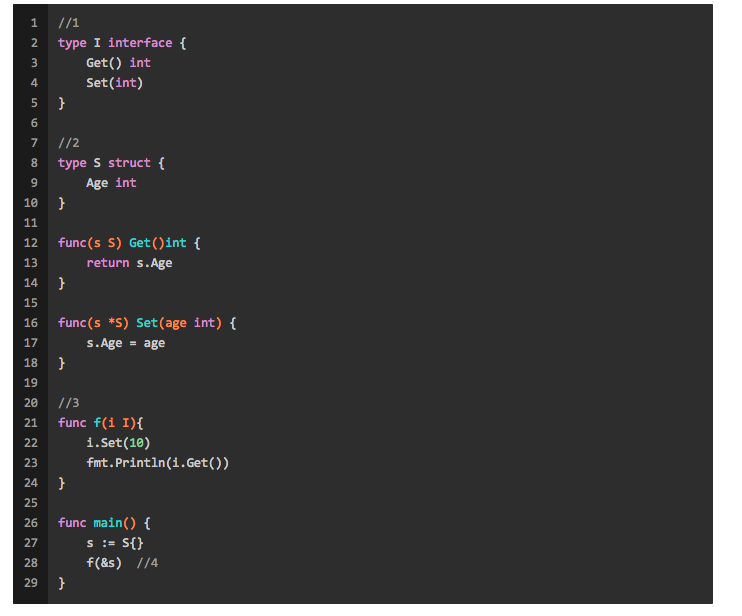 1 //1
2 type I interface {
3     Get() int
4     Set(int)
5 }
6
7 //2
8 type S struct {
9     Age int
10 }
11
12 func(s S) Get()int {
13     return s.Age
14 }
15
16 func(s *S) Set(age int) {
17     s.Age = age
18 }
19
20 //3
21 func f(i I){
22     i.Set(10)
23     fmt.Println(i.Get())
24 }
25
26 func main() {
27     s := S{}
28     f(&s)  //4
29 }